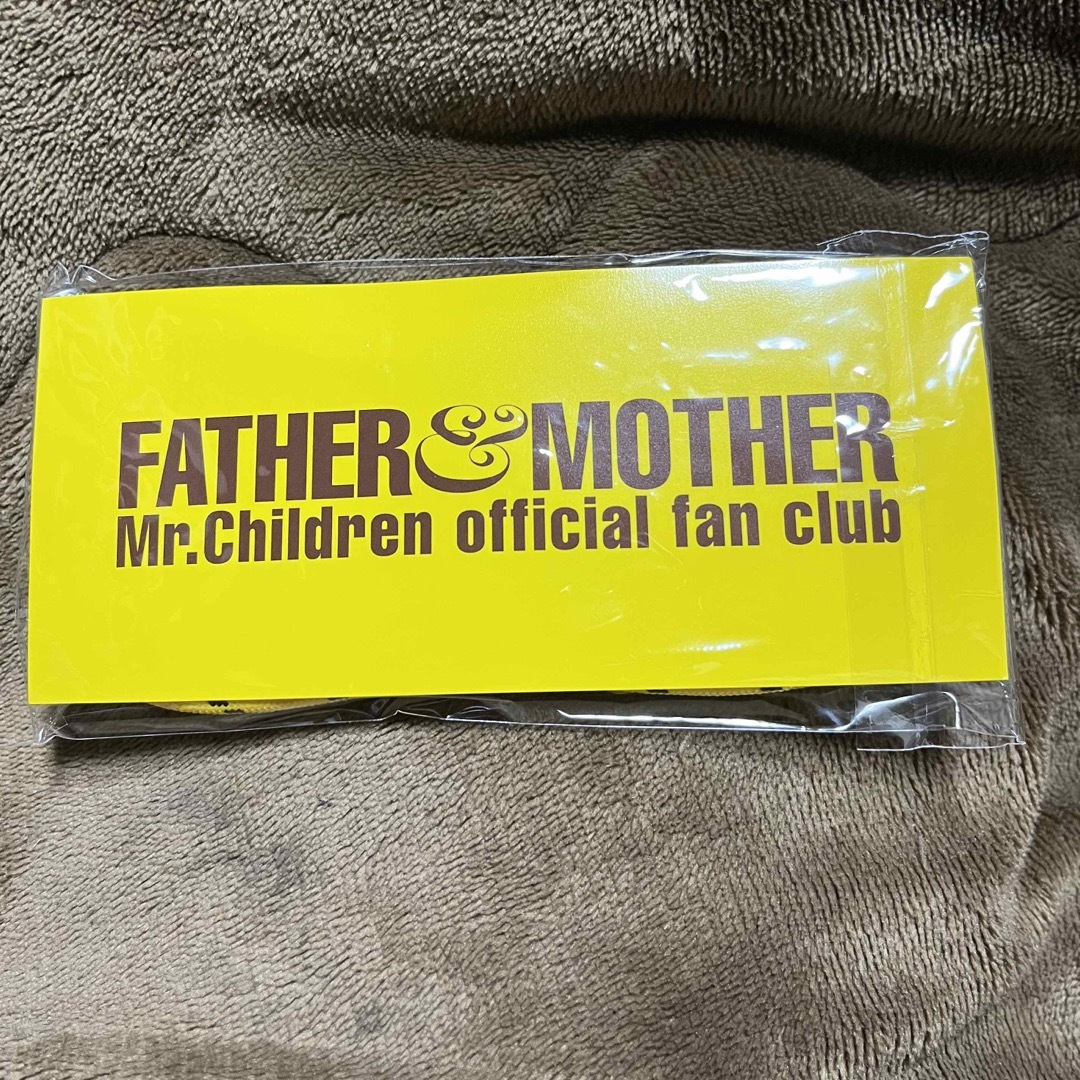 FATHER & MOTHER
Mr.Children official fan club